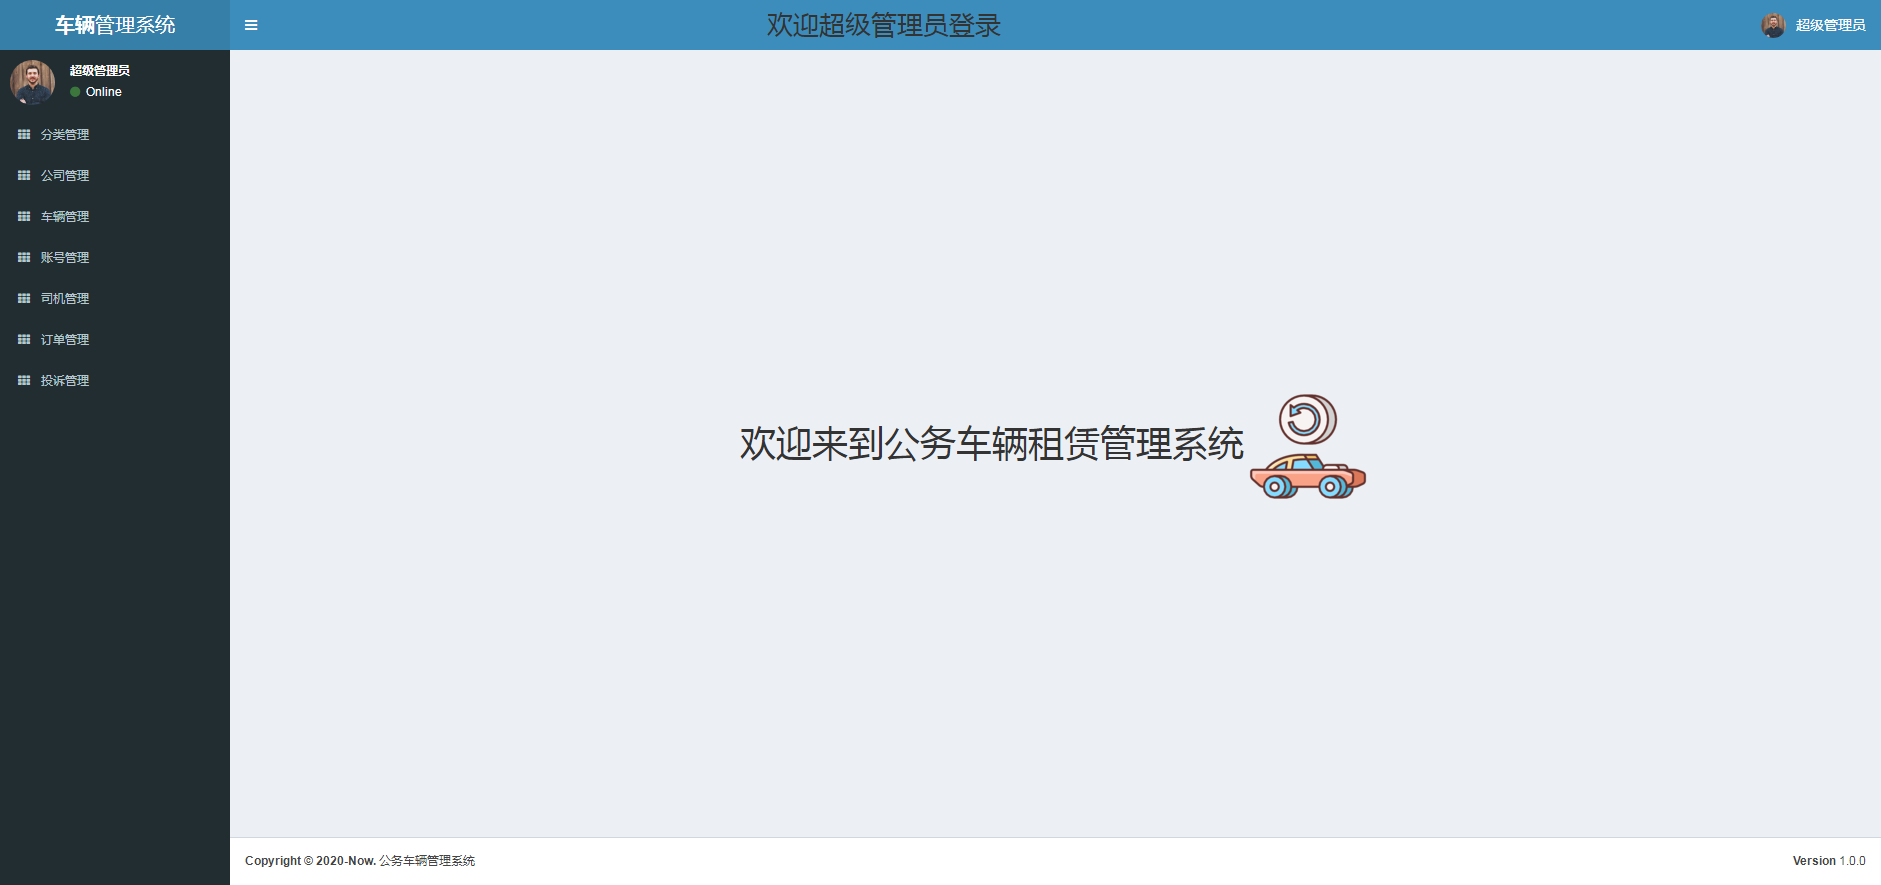 车辆管理系统
欢迎超级管理员登录
超级管理员
超级管理员
Online
分类管理
公司管理
车辆管理
账号管理
司机管理
订单管理
投诉管理
欢迎来到公务车辆租赁管理系统
Copyright © 2020-Now. 公务车辆管理系统
Version 1.0.0